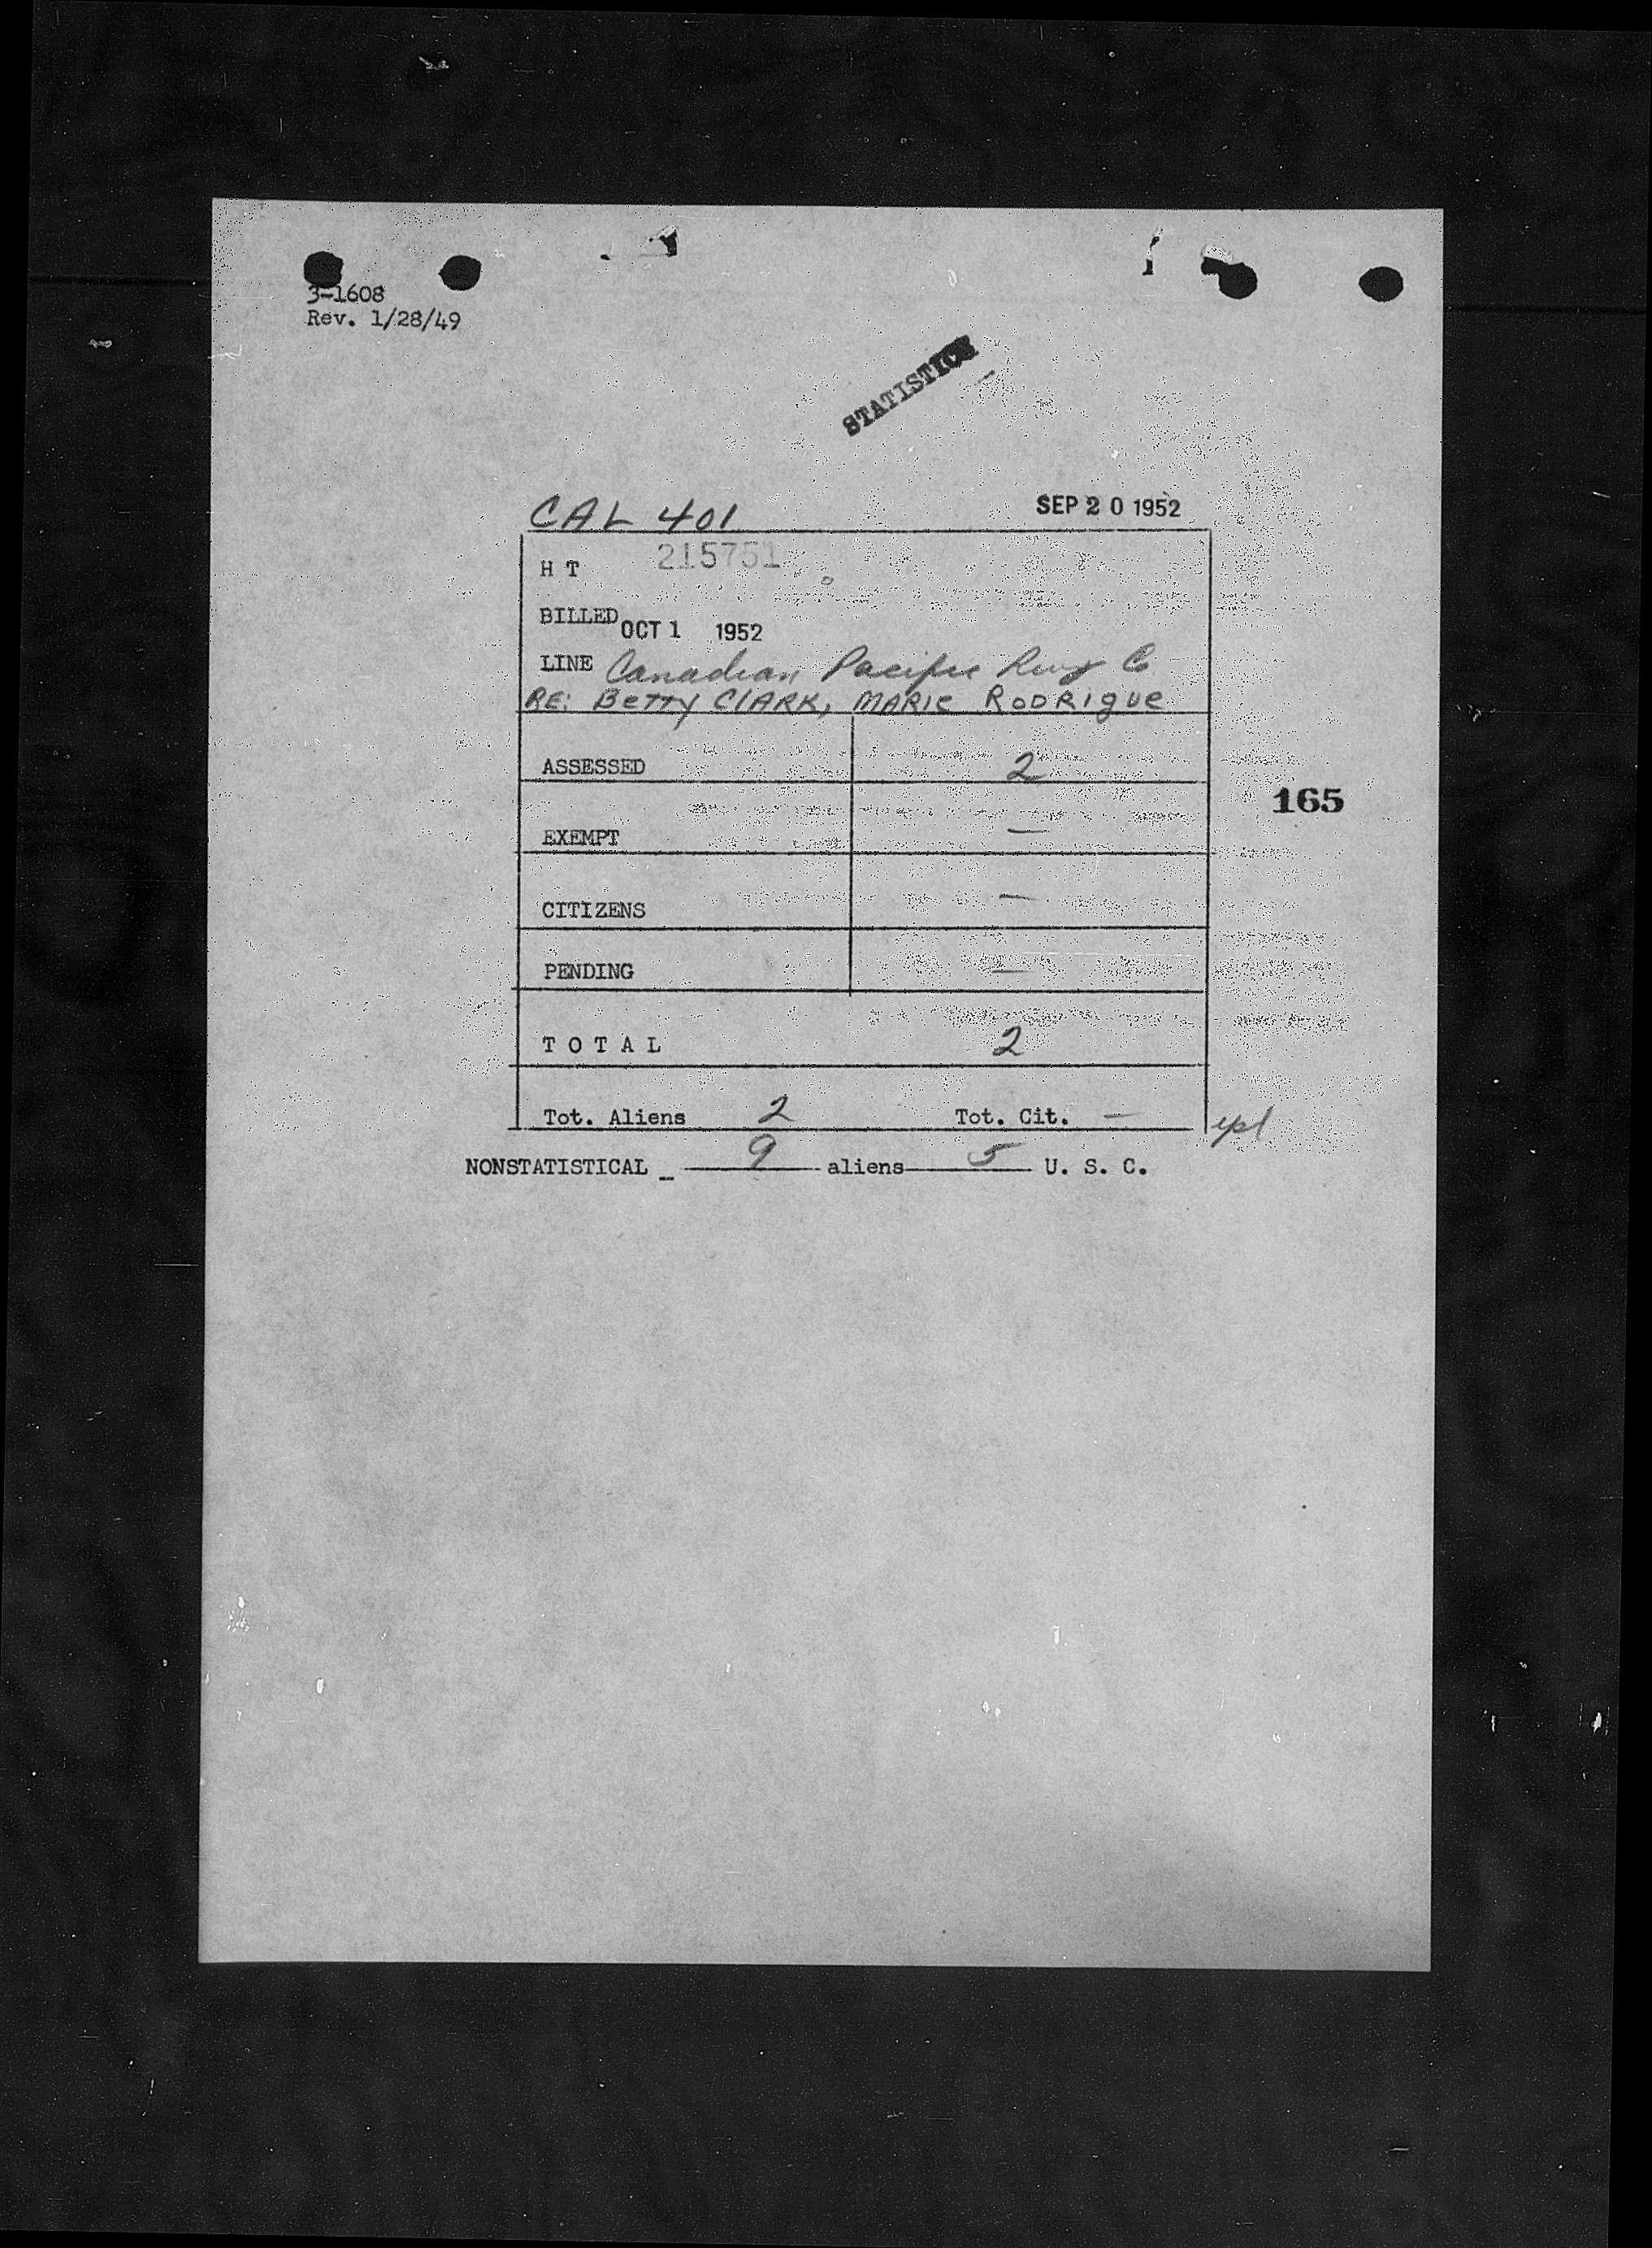 3-1608
Rev. 1/28/49
STATISTICS
CAL 401 SEP 20 1952
H T 215751
BILLED OCT 1 1952
LINE Canadian Pacific Rwy Co
RE: Betty CLARK, MARIE RODRIgUE
ASSESSED 2
165
EXEMPT —
CITIZENS —
PENDING —
T O T A L 2
Tot. Aliens 2 Tot. Cit. —
NONSTATISTICAL - 9 aliens 5 U. S. C.